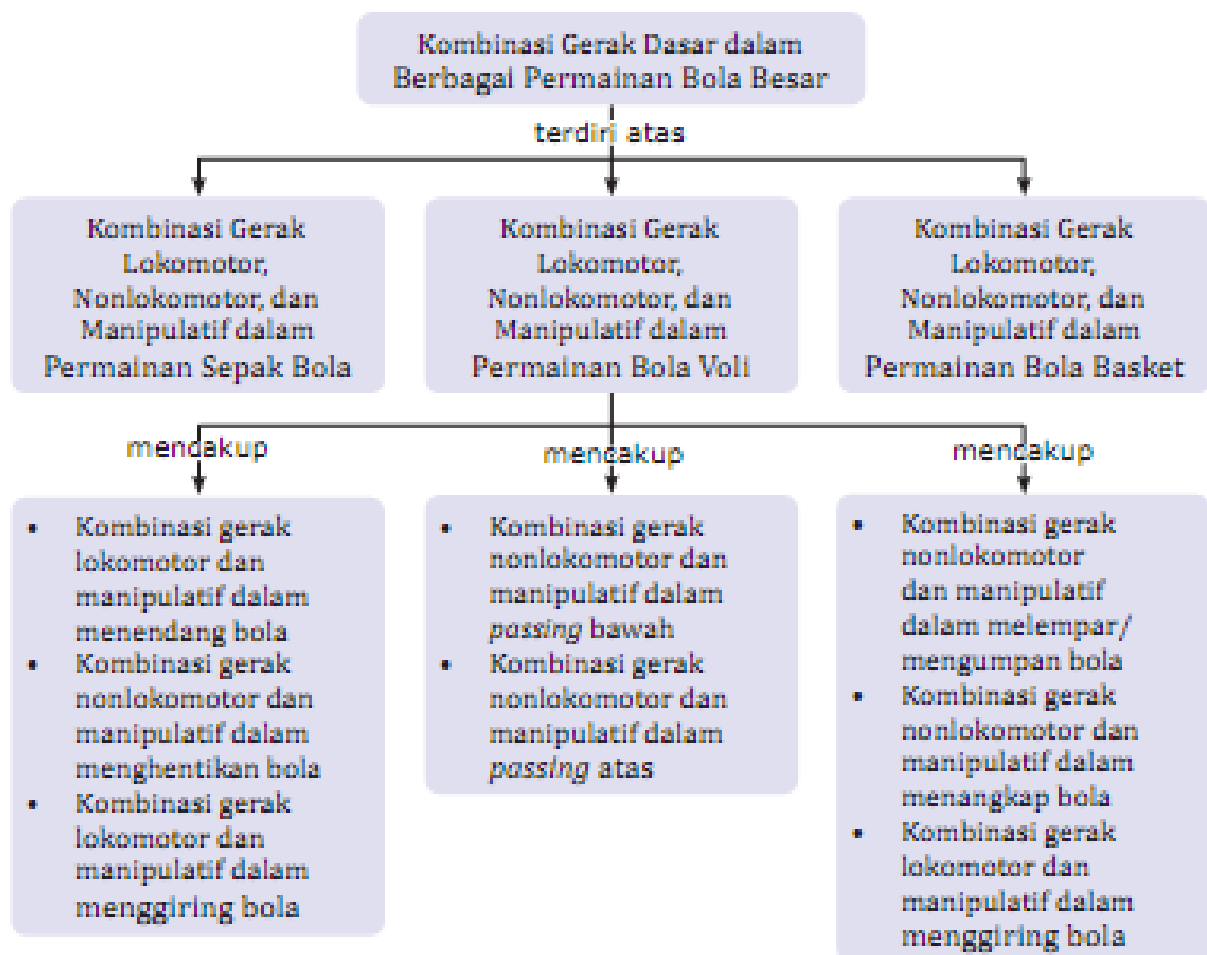 Kombinasi Gerak Dasar dalam
Berbagai Permainan Bola Besar
terdiri atas
Kombinasi Gerak
Lokomotor,
Nonlokomotor, dan
Manipulatif dalam
Permainan Sepak Bola
Kombinasi Gerak
Lokomotor,
Nonlokomotor, dan
Manipulatif dalam
Permainan Bola Voli
Kombinasi Gerak
Lokomotor,
Nonlokomotor, dan
Manipulatif dalam
Permainan Bola Basket
mencakup
• Kombinasi gerak
lokomotor dan
manipulatif dalam
menendang bola
• Kombinasi gerak
nonlokomotor dan
manipulatif dalam
menghentikan bola
• Kombinasi gerak
lokomotor dan
manipulatif dalam
menggiring bola
mencakup
• Kombinasi gerak
nonlokomotor dan
manipulatif dalam
passing bawah
• Kombinasi gerak
nonlokomotor dan
manipulatif dalam
passing atas
mencakup
• Kombinasi gerak
nonlokomotor
dan manipulatif
dalam melempar/
mengumpan bola
• Kombinasi gerak
nonlokomotor dan
manipulatif dalam
menangkap bola
• Kombinasi gerak
lokomotor dan
manipulatif dalam
menggiring bola